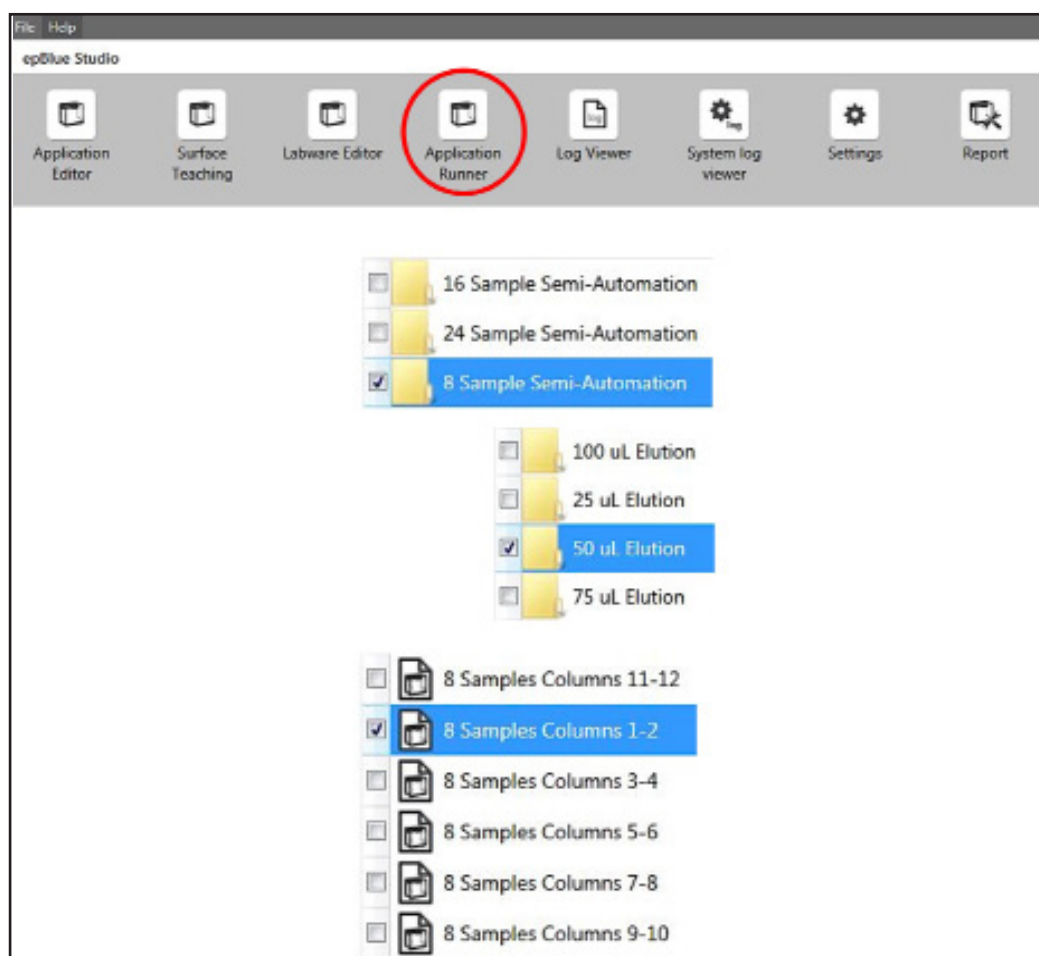 File Help
epBlue Studio
Application Editor
Surface Teaching
Labware Editor
Application Runner
Log Viewer
System log viewer
Settings
Report
log
log
16 Sample Semi-Automation
24 Sample Semi-Automation
8 Sample Semi-Automation
100 uL Elution
25 uL Elution
50 uL Elution
75 uL Elution
8 Samples Columns 11-12
8 Samples Columns 1-2
8 Samples Columns 3-4
8 Samples Columns 5-6
8 Samples Columns 7-8
8 Samples Columns 9-10